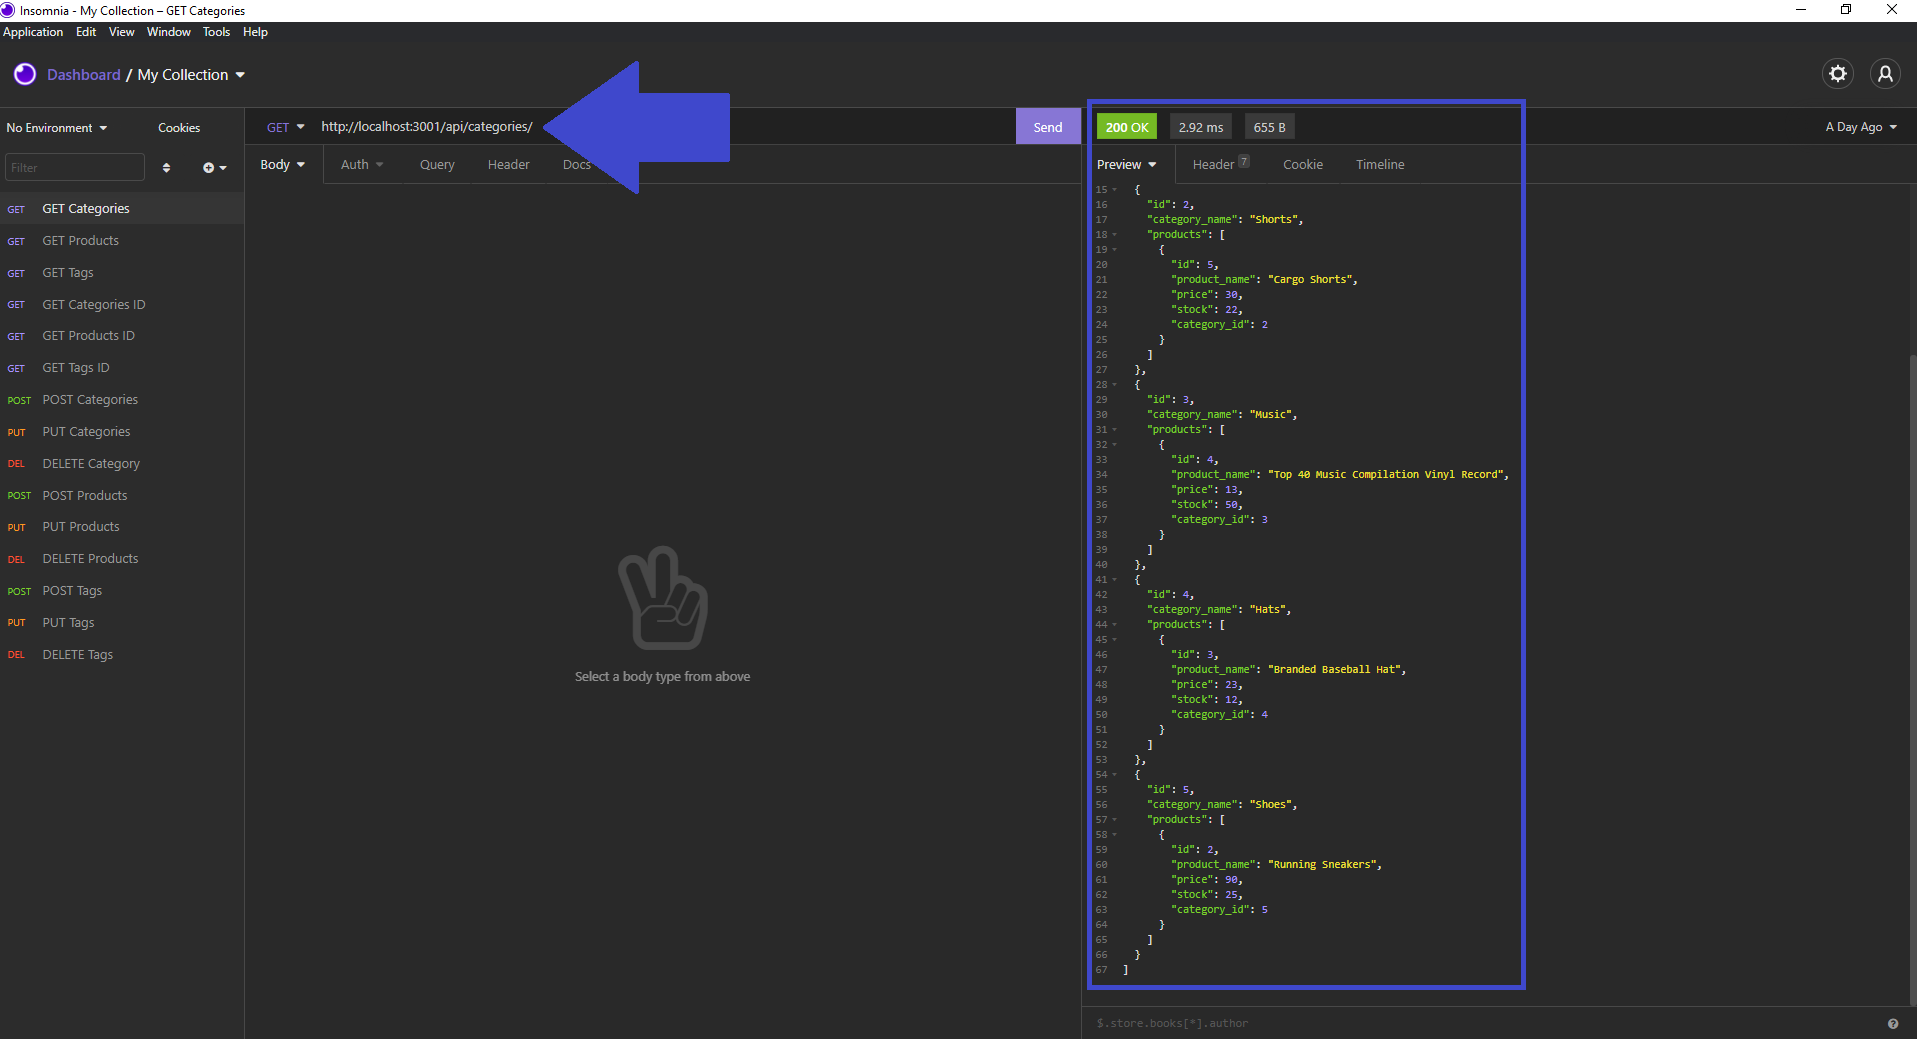 Insomnia - My Collection – GET Categories
Application Edit View Window Tools Help
Dashboard / My Collection
No Environment Cookies
Filter
GET GET Categories
GET GET Products
GET GET Tags
GET GET Categories ID
GET GET Products ID
GET GET Tags ID
POST POST Categories
PUT PUT Categories
DEL DELETE Category
POST POST Products
PUT PUT Products
DEL DELETE Products
POST POST Tags
PUT PUT Tags
DEL DELETE Tags
GET http://localhost:3001/api/categories/ Send
Body Auth Query Header Docs
Select a body type from above
200 OK 2.92 ms 655 B A Day Ago
Preview Header 7 Cookie Timeline
15 {
16 "id": 2,
17 "category_name": "Shorts",
18 "products": [
19 {
20 "id": 5,
21 "product_name": "Cargo Shorts",
22 "price": 30,
23 "stock": 22,
24 "category_id": 2
25 }
26 ]
27 },
28 {
29 "id": 3,
30 "category_name": "Music",
31 "products": [
32 {
33 "id": 4,
34 "product_name": "Top 40 Music Compilation Vinyl Record",
35 "price": 13,
36 "stock": 50,
37 "category_id": 3
38 }
39 ]
40 },
41 {
42 "id": 4,
43 "category_name": "Hats",
44 "products": [
45 {
46 "id": 3,
47 "product_name": "Branded Baseball Hat",
48 "price": 23,
49 "stock": 12,
50 "category_id": 4
51 }
52 ]
53 },
54 {
55 "id": 5,
56 "category_name": "Shoes",
57 "products": [
58 {
59 "id": 2,
60 "product_name": "Running Sneakers",
61 "price": 90,
62 "stock": 25,
63 "category_id": 5
64 }
65 ]
66 }
67 ]
$.store.books[*].author